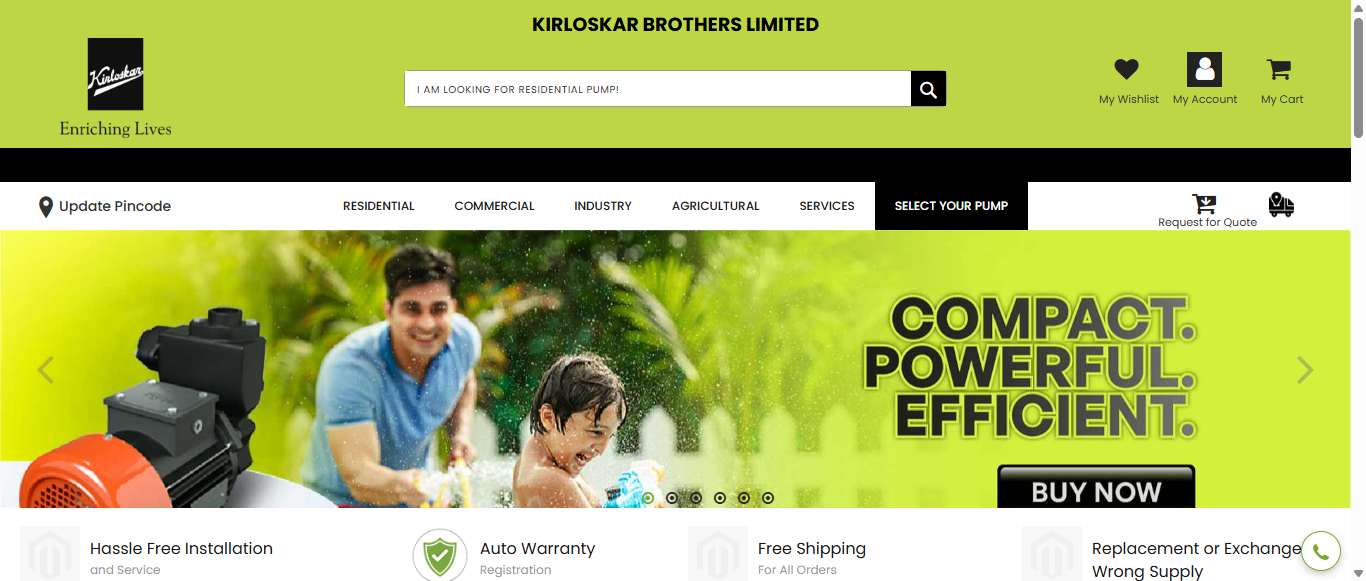 KIRLOSKAR BROTHERS LIMITED
Kirloskar
Enriching Lives
I AM LOOKING FOR RESIDENTIAL PUMP!
My Wishlist
My Account
My Cart
Update Pincode
RESIDENTIAL
COMMERCIAL
INDUSTRY
AGRICULTURAL
SERVICES
SELECT YOUR PUMP
Request for Quote
COMPACT.
POWERFUL.
EFFICIENT.
BUY NOW
Hassle Free Installation
and Service
Auto Warranty
Registration
Free Shipping
For All Orders
Replacement or Exchange
Wrong Supply